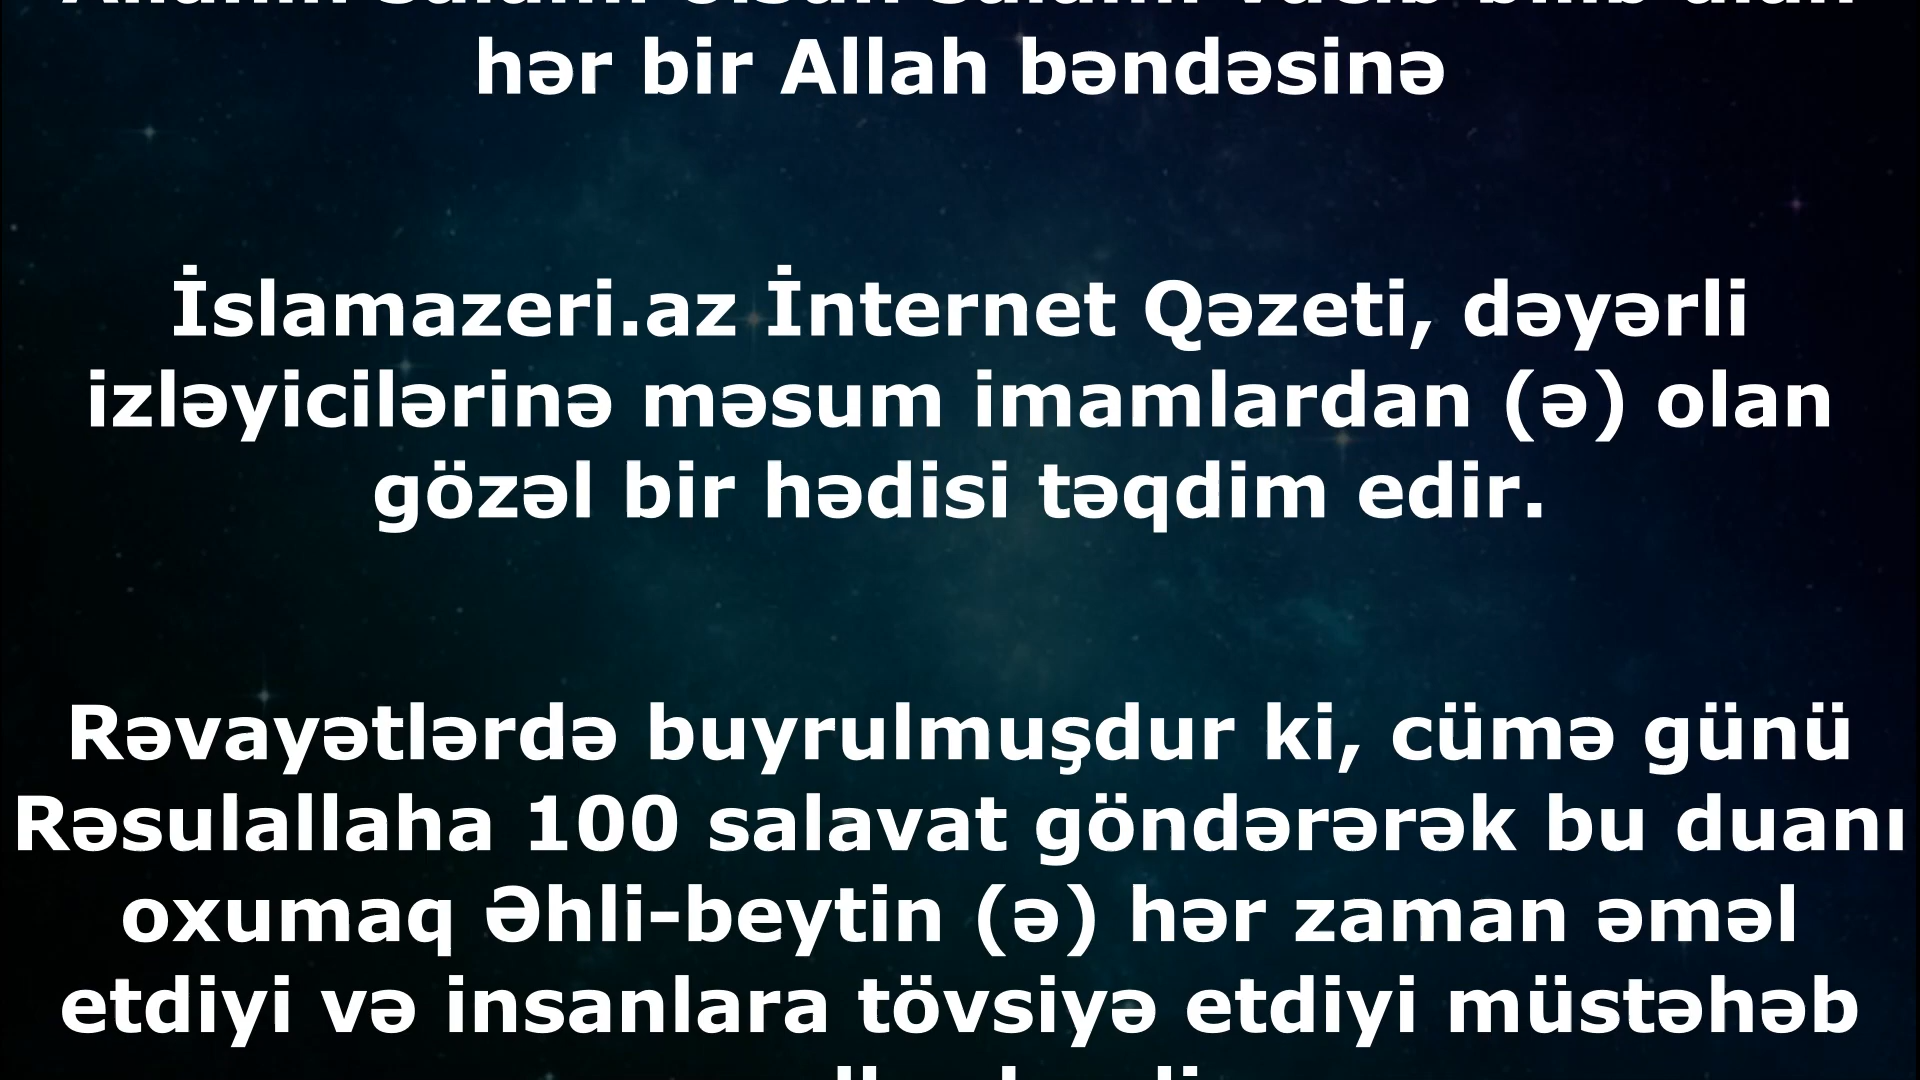 hər bir Allah bəndəsinə
İslamazeri.az İnternet Qəzeti, dəyərli
izləyicilərinə məsum imamlardan (ə) olan
gözəl bir hədisi təqdim edir.
Rəvayətlərdə buyrulmuşdur ki, cümə günü
Rəsulallaha 100 salavat göndərərək bu duanı
oxumaq Əhli-beytin (ə) hər zaman əməl
etdiyi və insanlara tövsiyə etdiyi müstəhəb